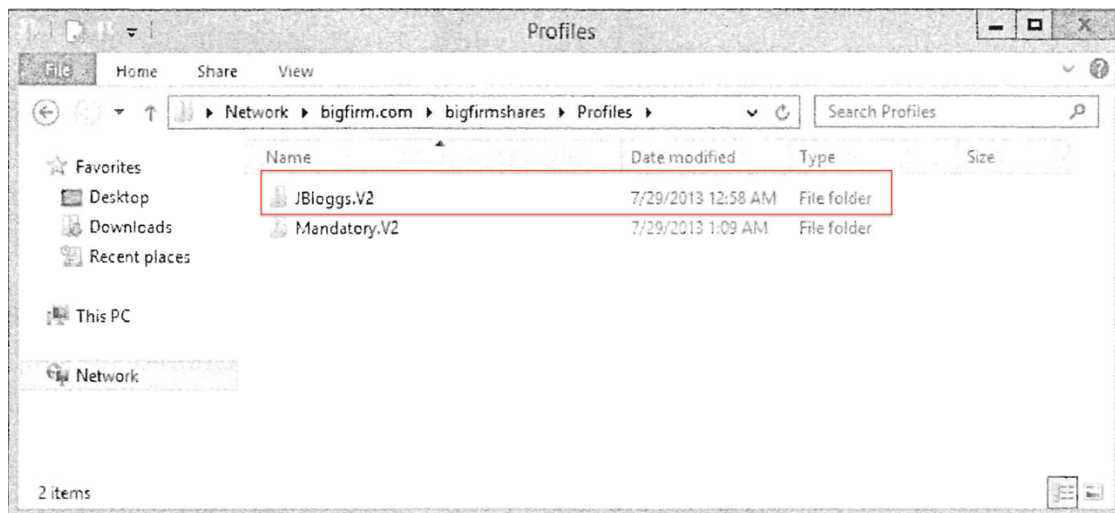 Profiles
File Home Share View
Network bigfirm.com bigfirmshares Profiles Search Profiles
Name Date modified Type Size
Favorites
Desktop
Downloads
Recent places
This PC
Network
JBloggs.V2 7/29/2013 12:58 AM File folder
Mandatory.V2 7/29/2013 1:09 AM File folder
2 items